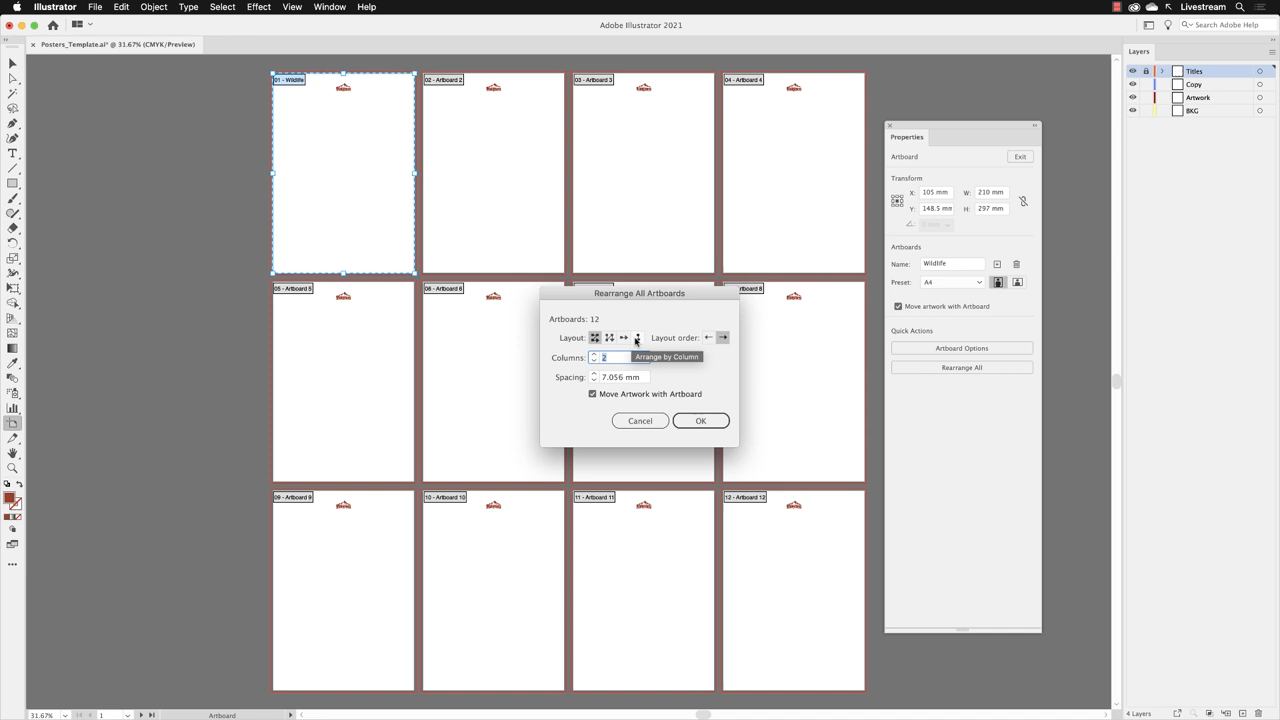 Illustrator File Edit Object Type Select Effect View Window Help Livestream
Adobe Illustrator 2021
Search Adobe Help
Posters_Template.ai* @ 31.67% (CMYK/Preview)
01 - Wildlife
02 - Artboard 2
03 - Artboard 3
04 - Artboard 4
05 - Artboard 5
06 - Artboard 6
ard 8
09 - Artboard 9
10 - Artboard 10
11 - Artboard 11
12 - Artboard 12
Rearrange All Artboards
Artboards: 12
Layout:
Layout order:
Columns: 2
Arrange by Column
Spacing: 7.056 mm
Move Artwork with Artboard
Cancel
OK
Properties
Artboard
Exit
Transform
X: 105 mm W: 210 mm
Y: 148.5 mm H: 297 mm
0 mm
Artboards
Name: Wildlife
Preset: A4
Move artwork with Artboard
Quick Actions
Artboard Options
Rearrange All
Layers
Titles
Copy
Artwork
BKG
4 Layers
31.67%
1
Artboard